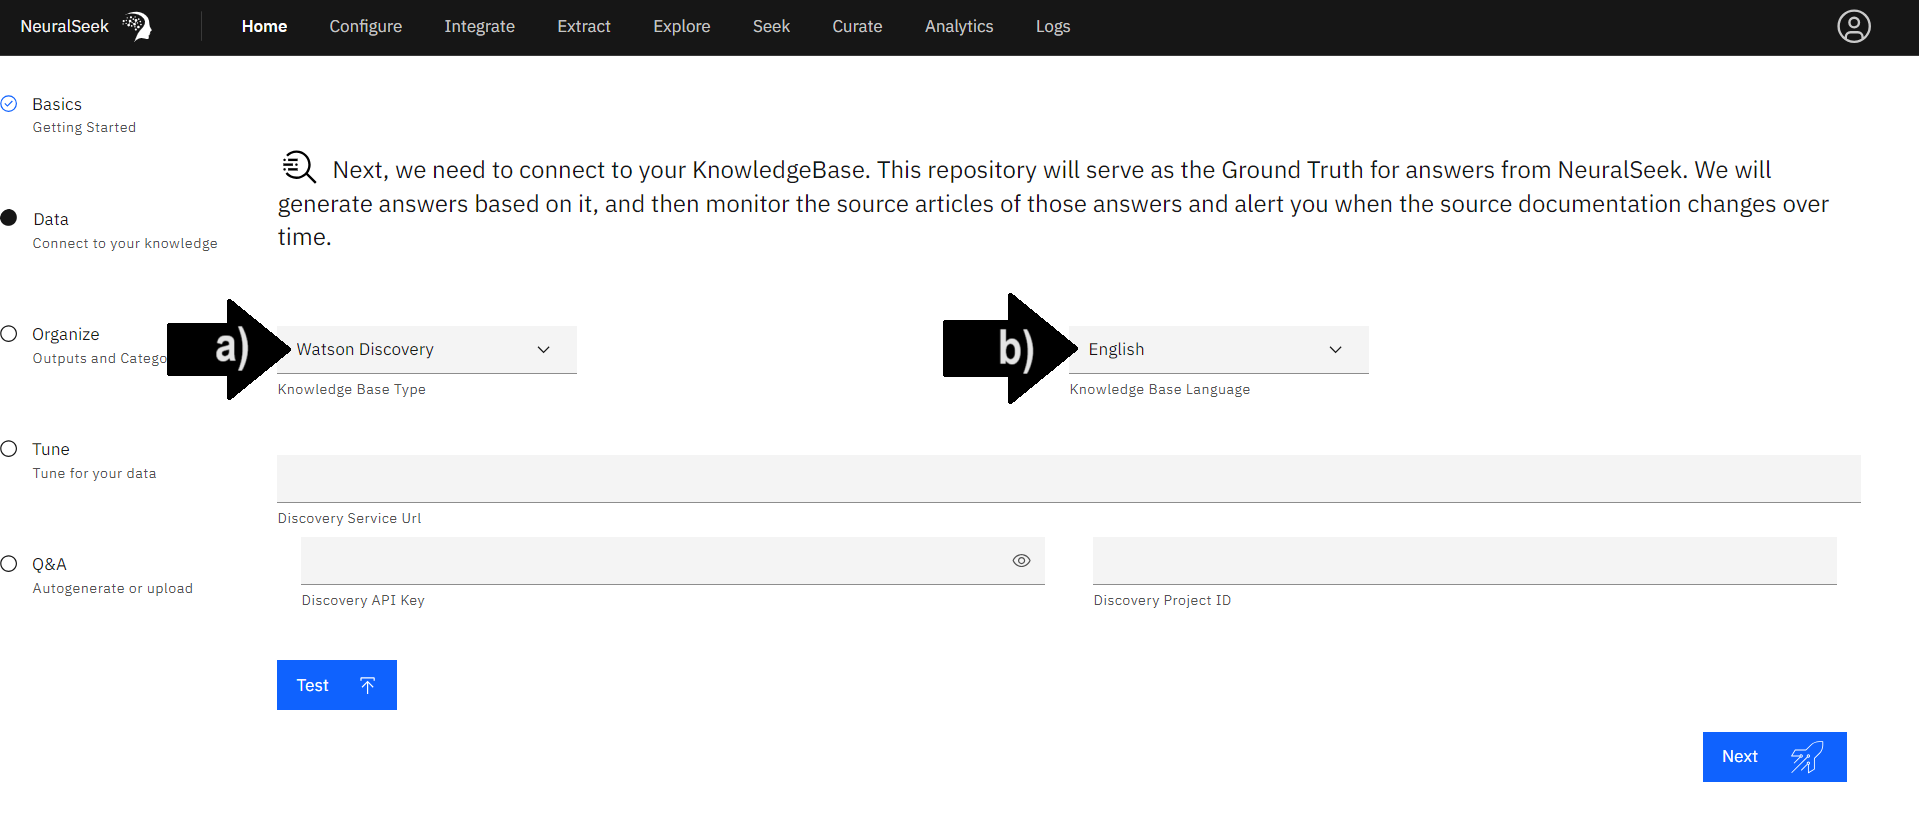 NeuralSeek Home Configure Integrate Extract Explore Seek Curate Analytics Logs
Basics
Getting Started
Data
Connect to your knowledge
Organize
Outputs and Catego
Tune
Tune for your data
Q&A
Autogenerate or upload
Next, we need to connect to your KnowledgeBase. This repository will serve as the Ground Truth for answers from NeuralSeek. We will
generate answers based on it, and then monitor the source articles of those answers and alert you when the source documentation changes over
time.
a) Watson Discovery
Knowledge Base Type
b) English
Knowledge Base Language
Discovery Service Url
Discovery API Key
Discovery Project ID
Test
Next